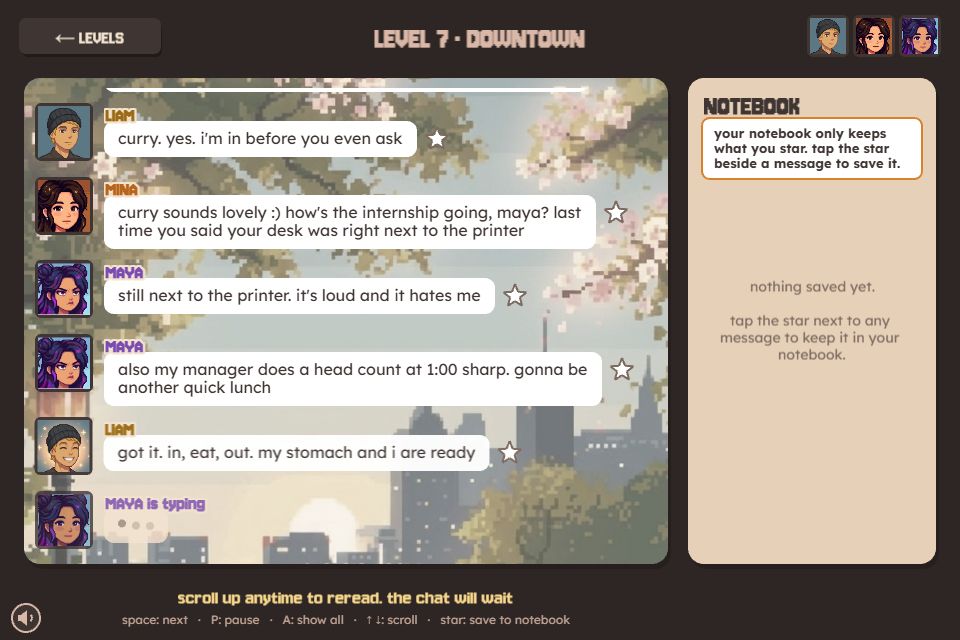 ← LEVELS
LEVEL 7 · DOWNTOWN
LIAM
curry. yes. i'm in before you even ask
MINA
curry sounds lovely :) how's the internship going, maya? last
time you said your desk was right next to the printer
MAYA
still next to the printer. it's loud and it hates me
MAYA
also my manager does a head count at 1:00 sharp. gonna be
another quick lunch
LIAM
got it. in, eat, out. my stomach and i are ready
MAYA is typing
NOTEBOOK
your notebook only keeps
what you star. tap the star
beside a message to save it.
nothing saved yet.
tap the star next to any
message to keep it in your
notebook.
scroll up anytime to reread. the chat will wait
space: next · P: pause · A: show all · ↑↓: scroll · star: save to notebook